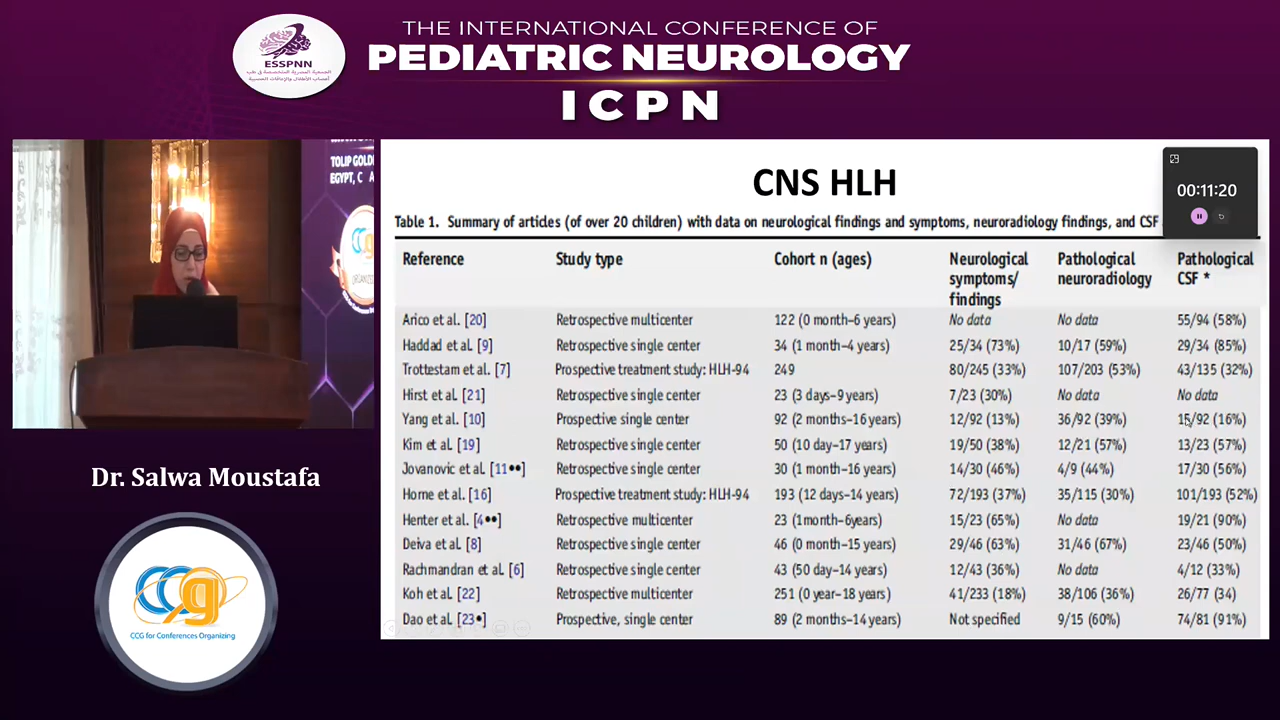 THE INTERNATIONAL CONFERENCE OF
PEDIATRIC NEUROLOGY
ICPN
ESSPNN
الجمعية المصرية المتخصصة في طب
أعصاب الأطفال والإعاقات العصبية
TOLIP GOLD
EGYPT, C A
Dr. Salwa Moustafa
CCG for Conferences Organizing
CNS HLH
00:11:20
Table 1. Summary of articles (of over 20 children) with data on neurological findings and symptoms, neuroradiology findings, and CSF
Reference Study type Cohort n (ages) Neurological symptoms/ findings Pathological neuroradiology Pathological CSF *
Arico et al. [20] Retrospective multicenter 122 (0 month–6 years) No data No data 55/94 (58%)
Haddad et al. [9] Retrospective single center 34 (1 month–4 years) 25/34 (73%) 10/17 (59%) 29/34 (85%)
Trottestam et al. [7] Prospective treatment study: HLH-94 249 80/245 (33%) 107/203 (53%) 43/135 (32%)
Hirst et al. [21] Retrospective single center 23 (3 days–9 years) 7/23 (30%) No data No data
Yang et al. [10] Prospective single center 92 (2 months–16 years) 12/92 (13%) 36/92 (39%) 15/92 (16%)
Kim et al. [19] Retrospective single center 50 (10 day–17 years) 19/50 (38%) 12/21 (57%) 13/23 (57%)
Jovanovic et al. [11••] Retrospective single center 30 (1 month–16 years) 14/30 (46%) 4/9 (44%) 17/30 (56%)
Horne et al. [16] Prospective treatment study: HLH-94 193 (12 days–14 years) 72/193 (37%) 35/115 (30%) 101/193 (52%)
Henter et al. [4••] Retrospective multicenter 23 (1month–6years) 15/23 (65%) No data 19/21 (90%)
Deiva et al. [8] Retrospective single center 46 (0 month–15 years) 29/46 (63%) 31/46 (67%) 23/46 (50%)
Rachmandran et al. [6] Retrospective single center 43 (50 day–14 years) 12/43 (36%) No data 4/12 (33%)
Koh et al. [22] Retrospective multicenter 251 (0 year–18 years) 41/233 (18%) 38/106 (36%) 26/77 (34)
Dao et al. [23•] Prospective, single center 89 (2 months–14 years) Not specified 9/15 (60%) 74/81 (91%)